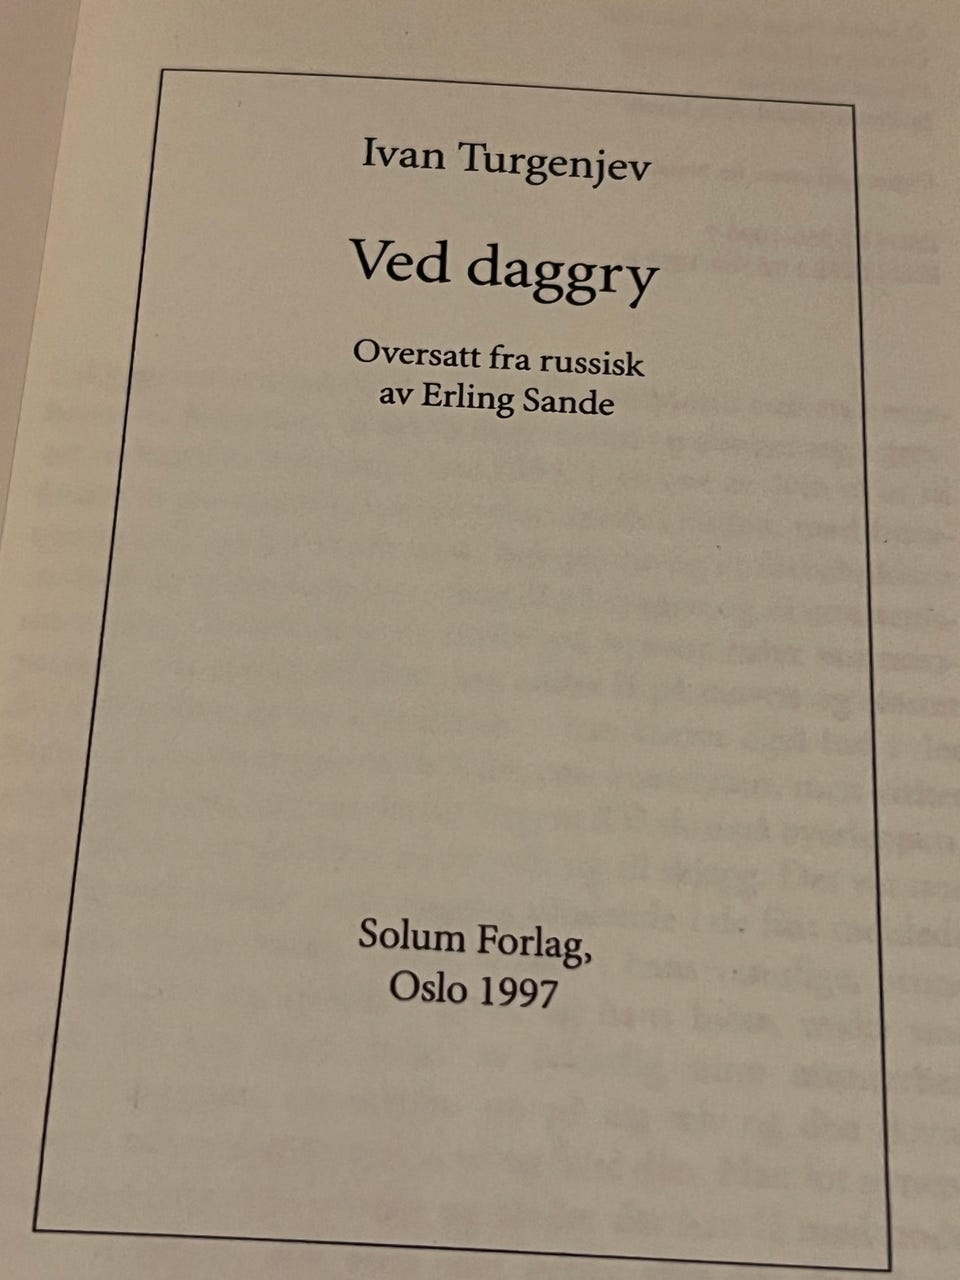 Ivan Turgenjev
Ved daggry
Oversatt fra russisk
av Erling Sande
Solum Forlag,
Oslo 1997